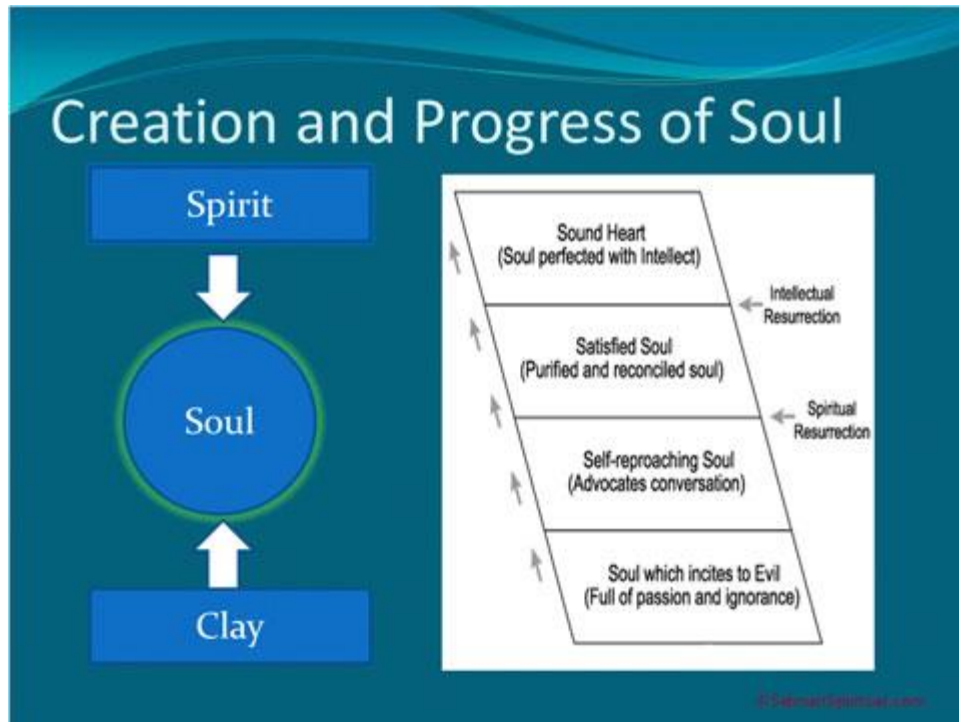 Creation and Progress of Soul
Spirit
Soul
Clay
Sound Heart
(Soul perfected with Intellect)
Intellectual
Resurrection
Satisfied Soul
(Purified and reconciled soul)
Spiritual
Resurrection
Self-reproaching Soul
(Advocates conversation)
Soul which incites to Evil
(Full of passion and ignorance)